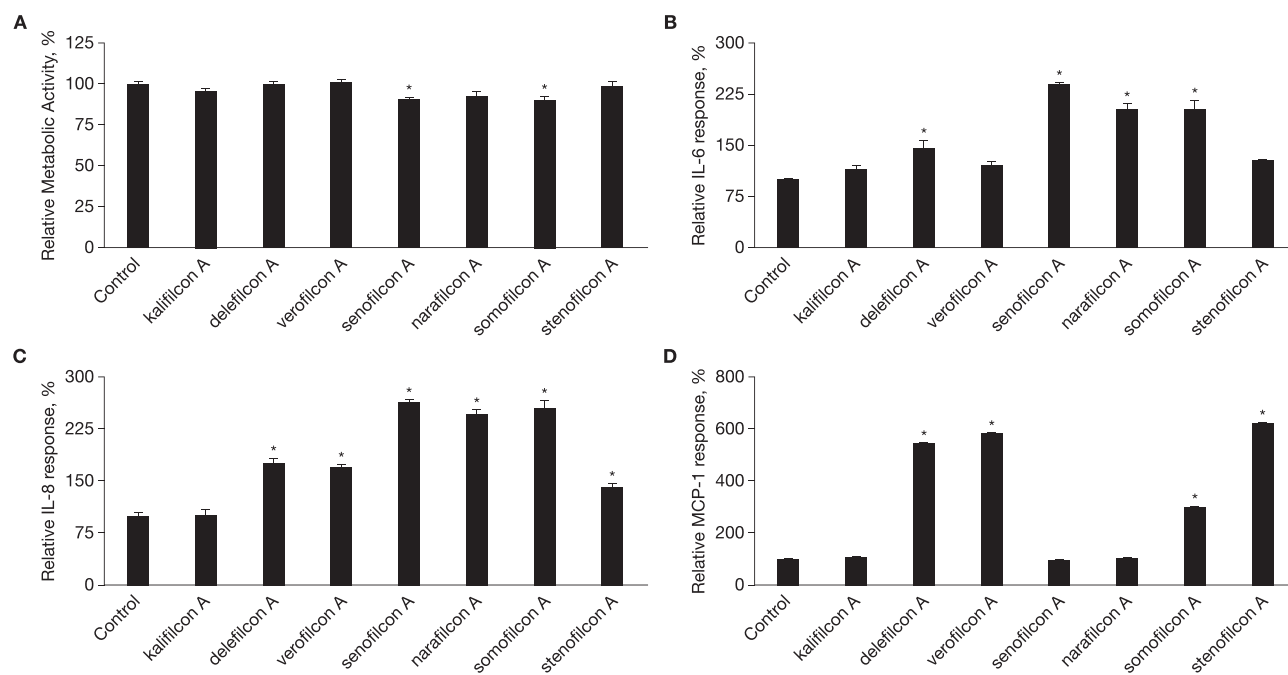 A
Relative Metabolic Activity, %
125
100
75
50
25
0
* *
Control kalifilcon A delefilcon A verofilcon A senofilcon A narafilcon A somofilcon A stenofilcon A
B
Relative IL-6 response, %
300
225
150
75
0
* * * *
Control kalifilcon A delefilcon A verofilcon A senofilcon A narafilcon A somofilcon A stenofilcon A
C
Relative IL-8 response, %
300
225
150
75
0
* * * * * *
Control kalifilcon A delefilcon A verofilcon A senofilcon A narafilcon A somofilcon A stenofilcon A
D
Relative MCP-1 response, %
800
600
400
200
0
* * * *
Control kalifilcon A delefilcon A verofilcon A senofilcon A narafilcon A somofilcon A stenofilcon A